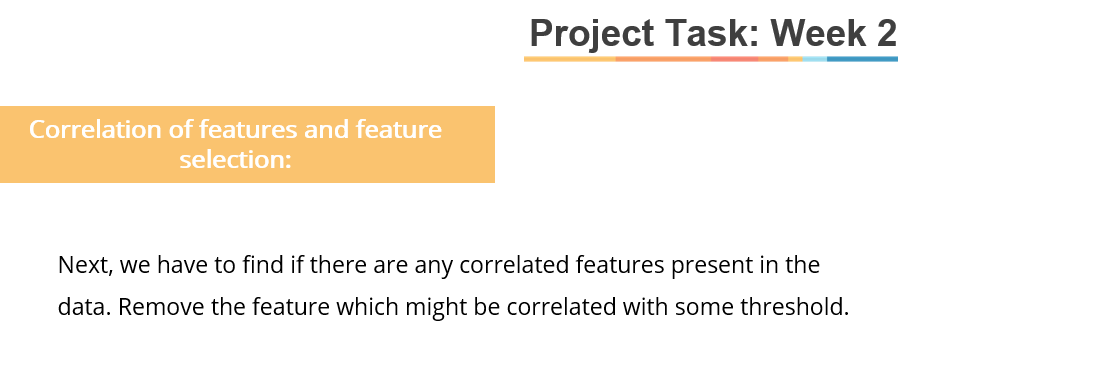 Project Task: Week 2
Correlation of features and feature
selection:
Next, we have to find if there are any correlated features present in the
data. Remove the feature which might be correlated with some threshold.